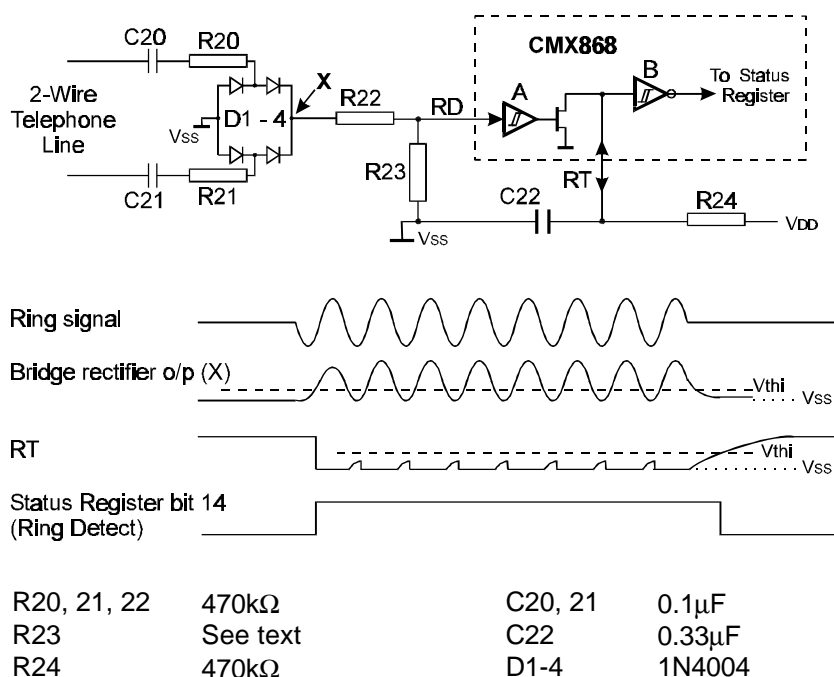 C20 R20
CMX868
X
A
B
To Status
Register
2-Wire
Telephone
Line
R22
RD
Vss
D1 - 4
R23
C22
RT
R24
C21 R21
Vss
VDD
Ring signal
Bridge rectifier o/p (X)
Vthi
Vss
RT
Vthi
Vss
Status Register bit 14
(Ring Detect)
R20, 21, 22 470kΩ C20, 21 0.1μF
R23 See text C22 0.33μF
R24 470kΩ D1-4 1N4004